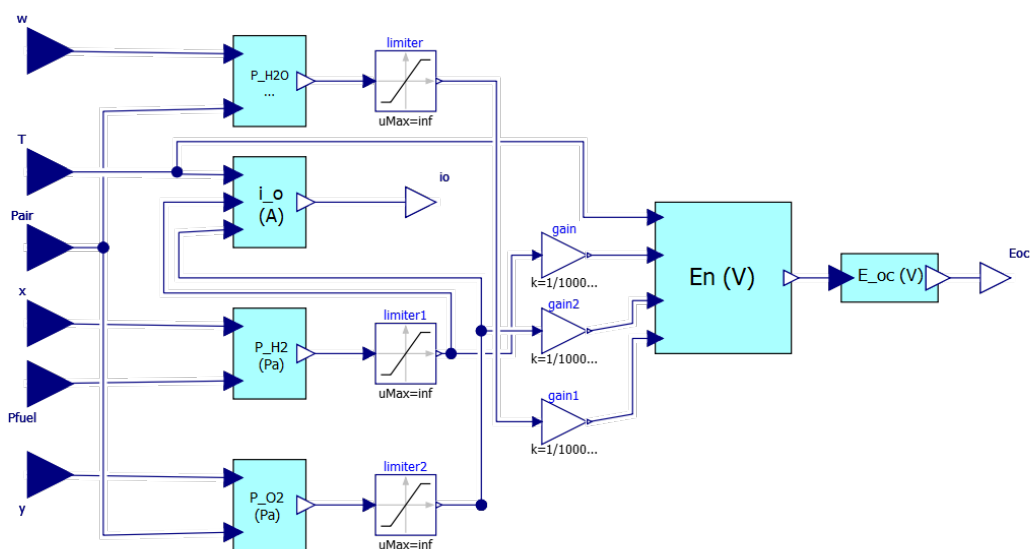 w
P_H2O
...
limiter
uMax=inf
T
i_o
(A)
io
Pair
gain
k=1/1000...
En (V)
E_oc (V)
Eoc
x
P_H2
(Pa)
limiter1
uMax=inf
gain2
k=1/1000...
Pfuel
gain1
k=1/1000...
y
P_O2
(Pa)
limiter2
uMax=inf